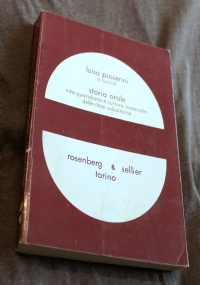 luisa passerini
a cura di
storia orale
vita quotidiana e cultura materiale
delle classi subalterne
rosenberg & sellier
torino